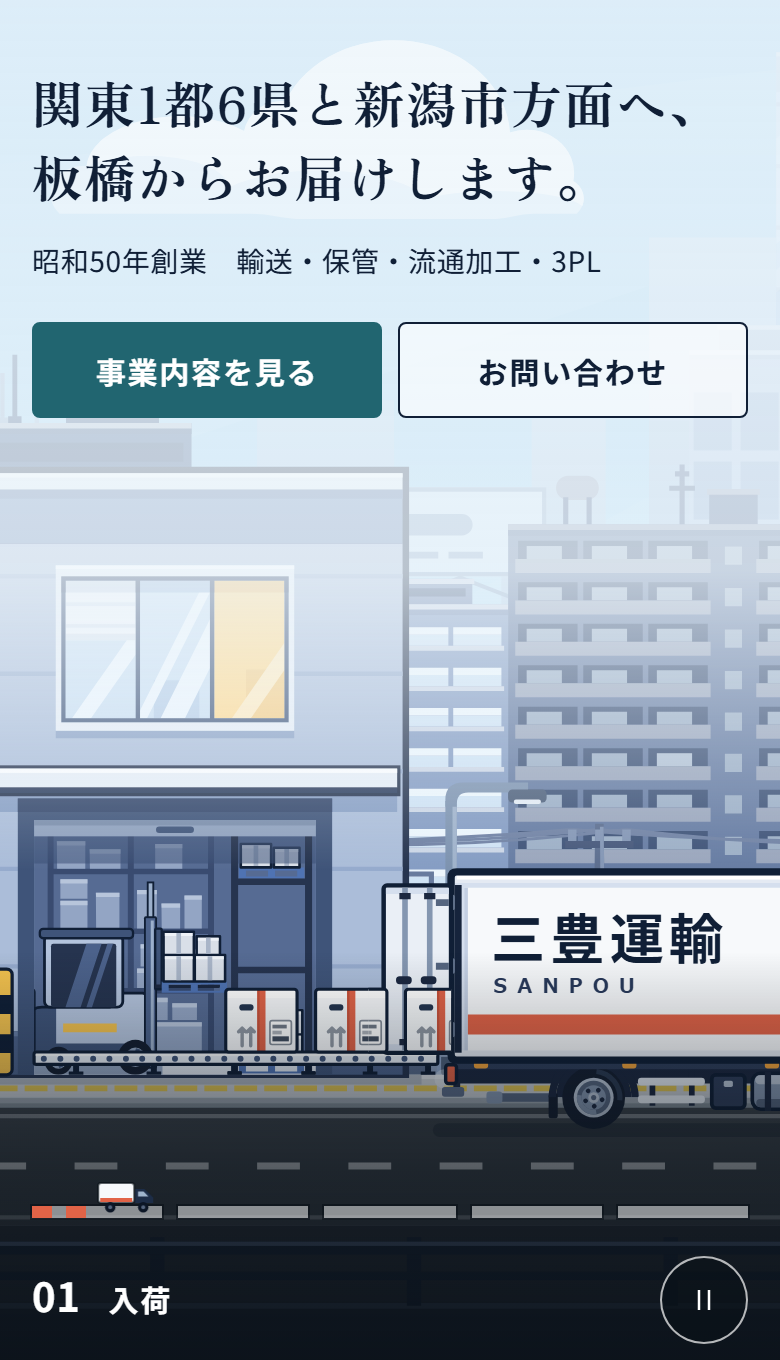 関東1都6県と新潟市方面へ、
板橋からお届けします。
昭和50年創業　輸送・保管・流通加工・3PL
事業内容を見る
お問い合わせ
三豊運輸
SANPOU
01 入荷